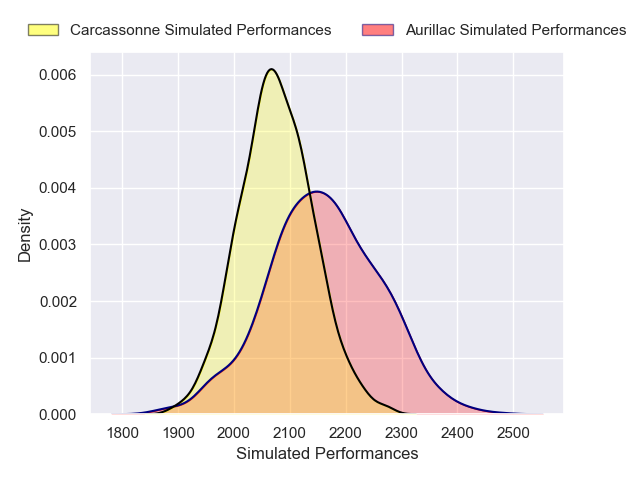 Carcassonne Simulated Performances
Aurillac Simulated Performances
0.006
0.005
0.004
0.003
0.002
0.001
0.000
Density
1800 1900 2000 2100 2200 2300 2400 2500
Simulated Performances